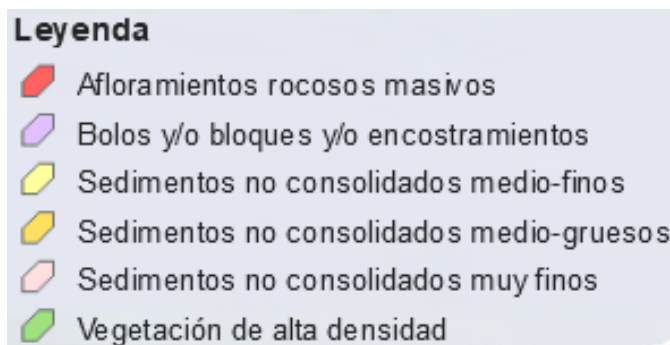 Leyenda
Afloramientos rocosos masivos
Bolos y/o bloques y/o encostramientos
Sedimentos no consolidados medio-finos
Sedimentos no consolidados medio-gruesos
Sedimentos no consolidados muy finos
Vegetación de alta densidad